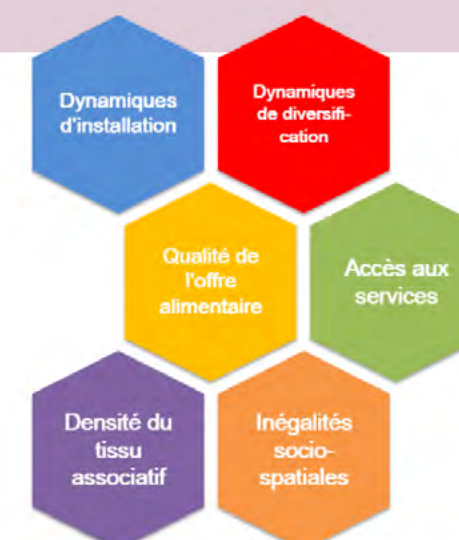 Dynamiques
d'installation
Dynamiques
de diversifi-
cation
Qualité de
l'offre
alimentaire
Accès aux
services
Densité du
tissu
associatif
Inégalités
socio-
spatiales